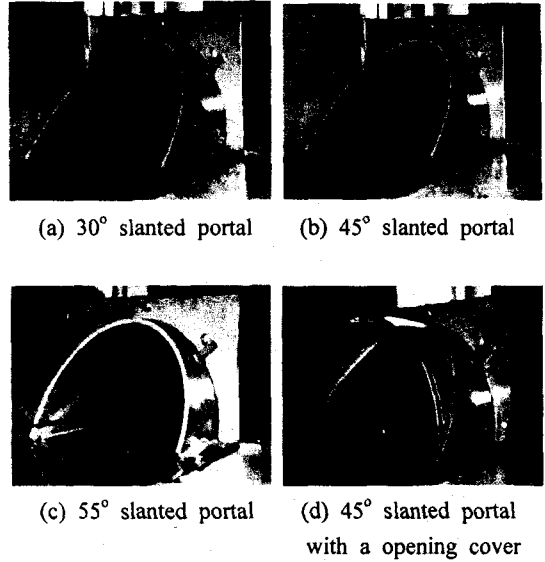 (a) 30° slanted portal
(b) 45° slanted portal
(c) 55° slanted portal
(d) 45° slanted portal
with a opening cover